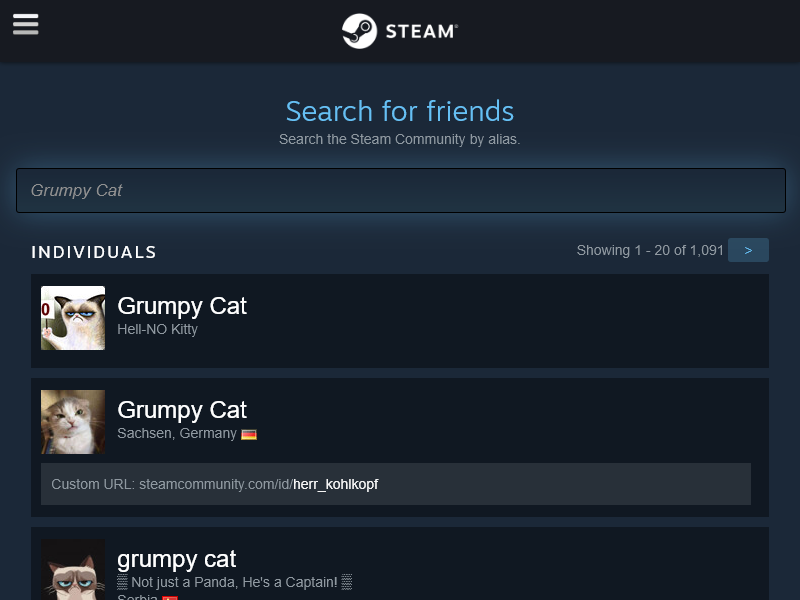 STEAM
Search for friends
Search the Steam Community by alias.
Grumpy Cat
INDIVIDUALS
Showing 1 - 20 of 1,091 >
0
Grumpy Cat
Hell-NO Kitty
Grumpy Cat
Sachsen, Germany
Custom URL: steamcommunity.com/id/herr_kohlkopf
grumpy cat
▒ Not just a Panda, He's a Captain! ▒
Serbia